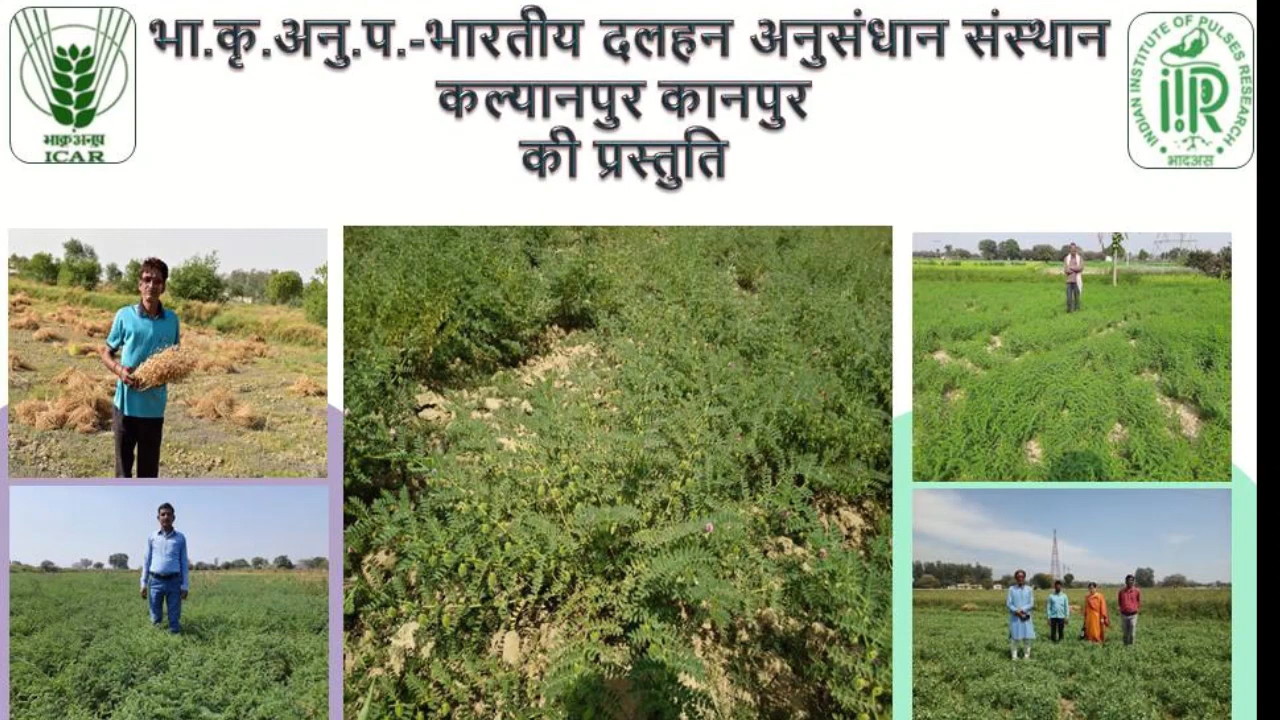 भा.कृ.अनु.प.-भारतीय दलहन अनुसंधान संस्थान
कल्यानपुर कानपुर
की प्रस्तुति
भाकृअनुप
ICAR
INDIAN INSTITUTE OF PULSES RESEARCH
IIPR
भादअसं